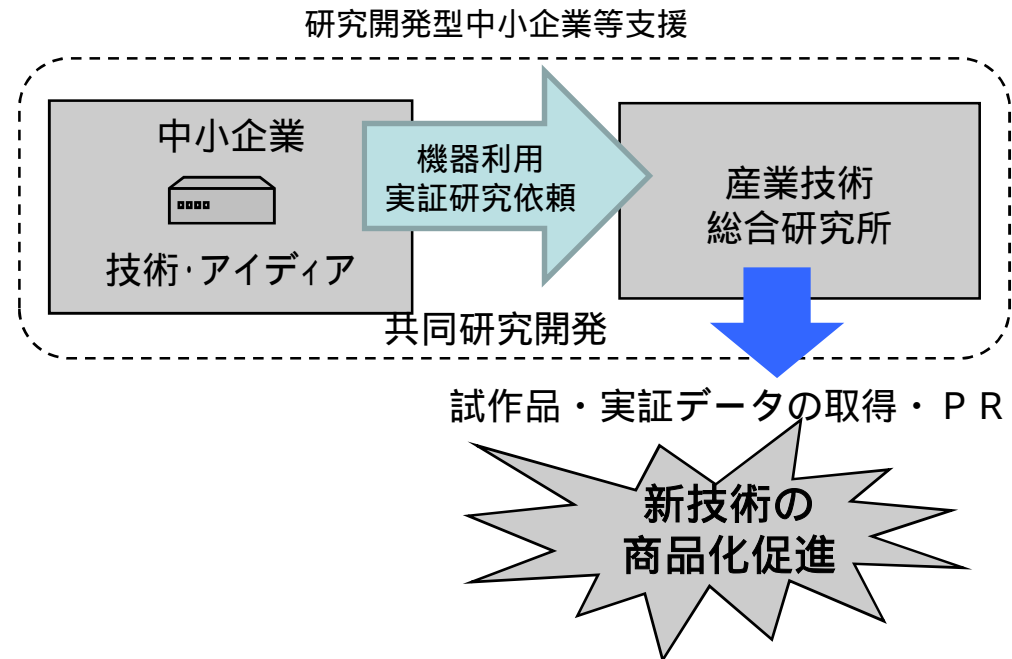 研究開発型中小企業等支援
中小企業
技術・アイディア
機器利用
実証研究依頼
産業技術
総合研究所
共同研究開発
試作品・実証データの取得・ＰＲ
新技術の
商品化促進